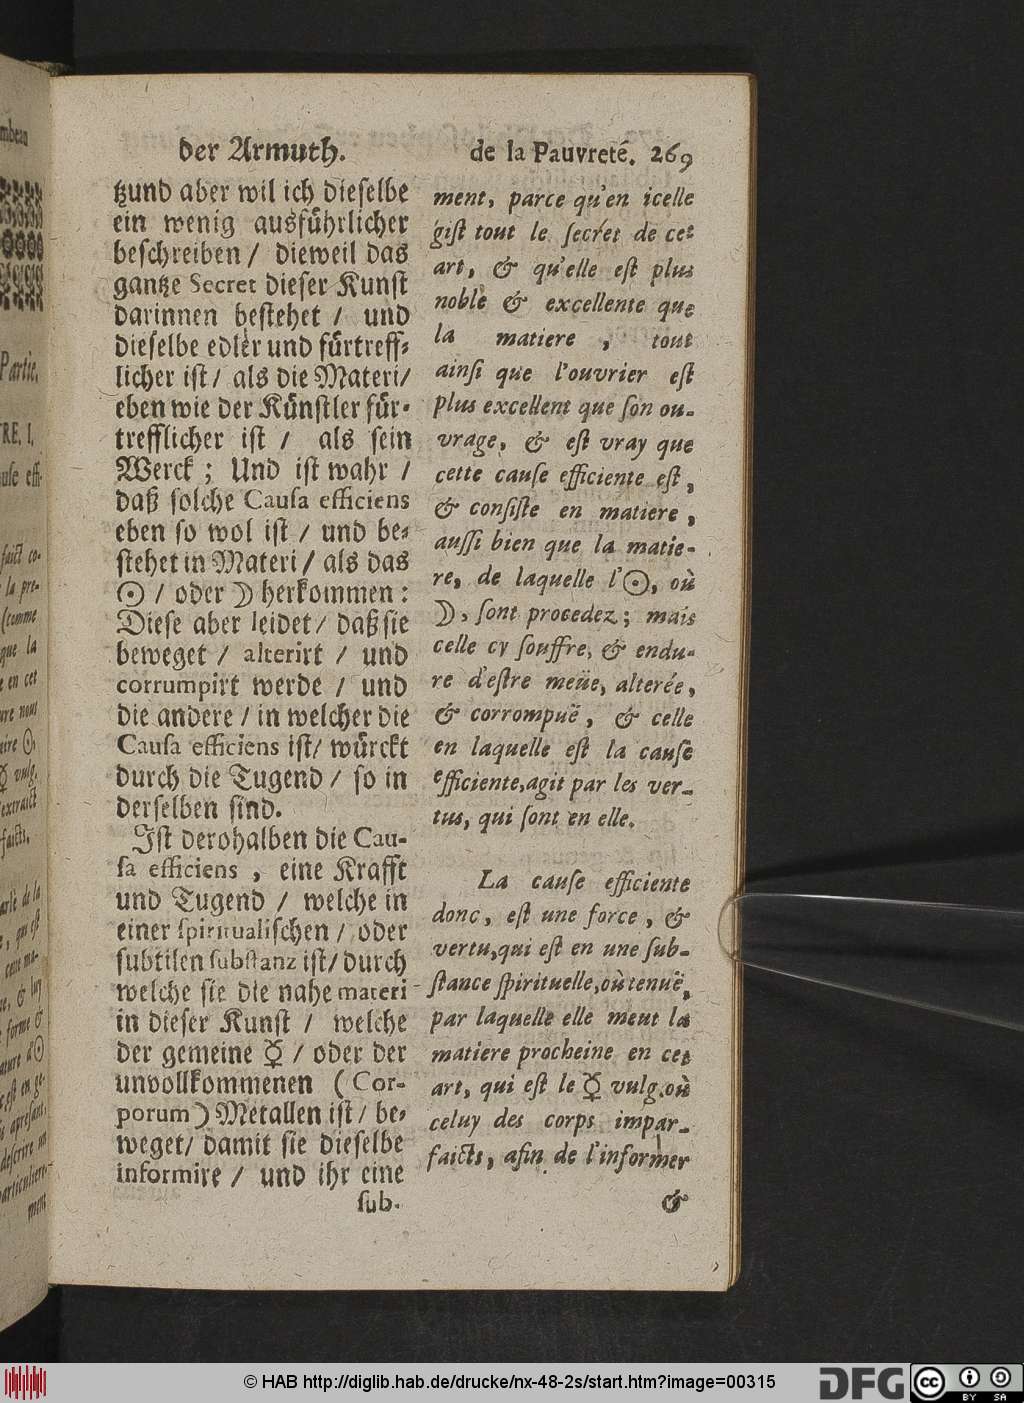 der Armuth.
tzund aber wil ich dieſelbe
ein wenig ausführlicher
beſchreiben / dieweil das
gantze Secret dieſer Kunſt
darinnen beſtehet / und
dieſelbe edler und fürtreff⸗
licher iſt / als die Materi /
eben wie der Künſtler für⸗
trefflicher iſt / als ſein
Werck ; Und iſt wahr /
daß ſolche Cauſa efficiens
eben ſo wol iſt / und be⸗
ſtehet in Materi / als das
☉ / oder ☽ herkommen :
Dieſe aber leidet / daß ſie
beweget / alterirt / und
corrumpirt werde / und
die andere / in welcher die
Cauſa efficiens iſt / würckt
durch die Tugend / ſo in
derſelben ſind.
Iſt derohalben die Cau-
ſa efficiens , eine Krafft
und Tugend / welche in
einer ſpiritualiſchen / oder
ſubtilen ſubſtanz iſt / durch
welche ſie die nahe materi
in dieſer Kunſt / welche
der gemeine ☿ / oder der
unvollkommenen ( Cor-
porum ) Metallen iſt / be⸗
weget / damit ſie dieſelbe
informire / und ihr eine
ſub-
de la Pauvreté. 269
ment, parce qu'en icelle
giſt tout le ſecrét de cet
art, & qu'elle eſt plus
noble & excellente que
la matiere , tout
ainſi que l'ouvrier eſt
plus excellent que ſon ou-
vrage, & eſt vray que
cette cauſe efficiente eſt,
& conſiſte en matiere,
auſſi bien que la matie-
re, de laquelle l'☉, où
☽, ſont procedez; mais
celle cy ſouffre, & endu-
re d'eſtre meüe, alterée,
& corrompuë, & celle
en laquelle eſt la cauſe
efficiente, agit par les ver-
tus, qui ſont en elle.
La cauſe efficiente
donc, eſt une force, &
vertu, qui eſt en une ſub-
ſtance ſpirituelle, où tenuë,
par laquelle elle meut la
matiere procheine en cet
art, qui eſt le ☿ vulg. où
celuy des corps impar-
faicts, afin de l'informer
&
© HAB http://diglib.hab.de/drucke/nx-48-2s/start.htm?image=00315
DFG
cc
BY SA